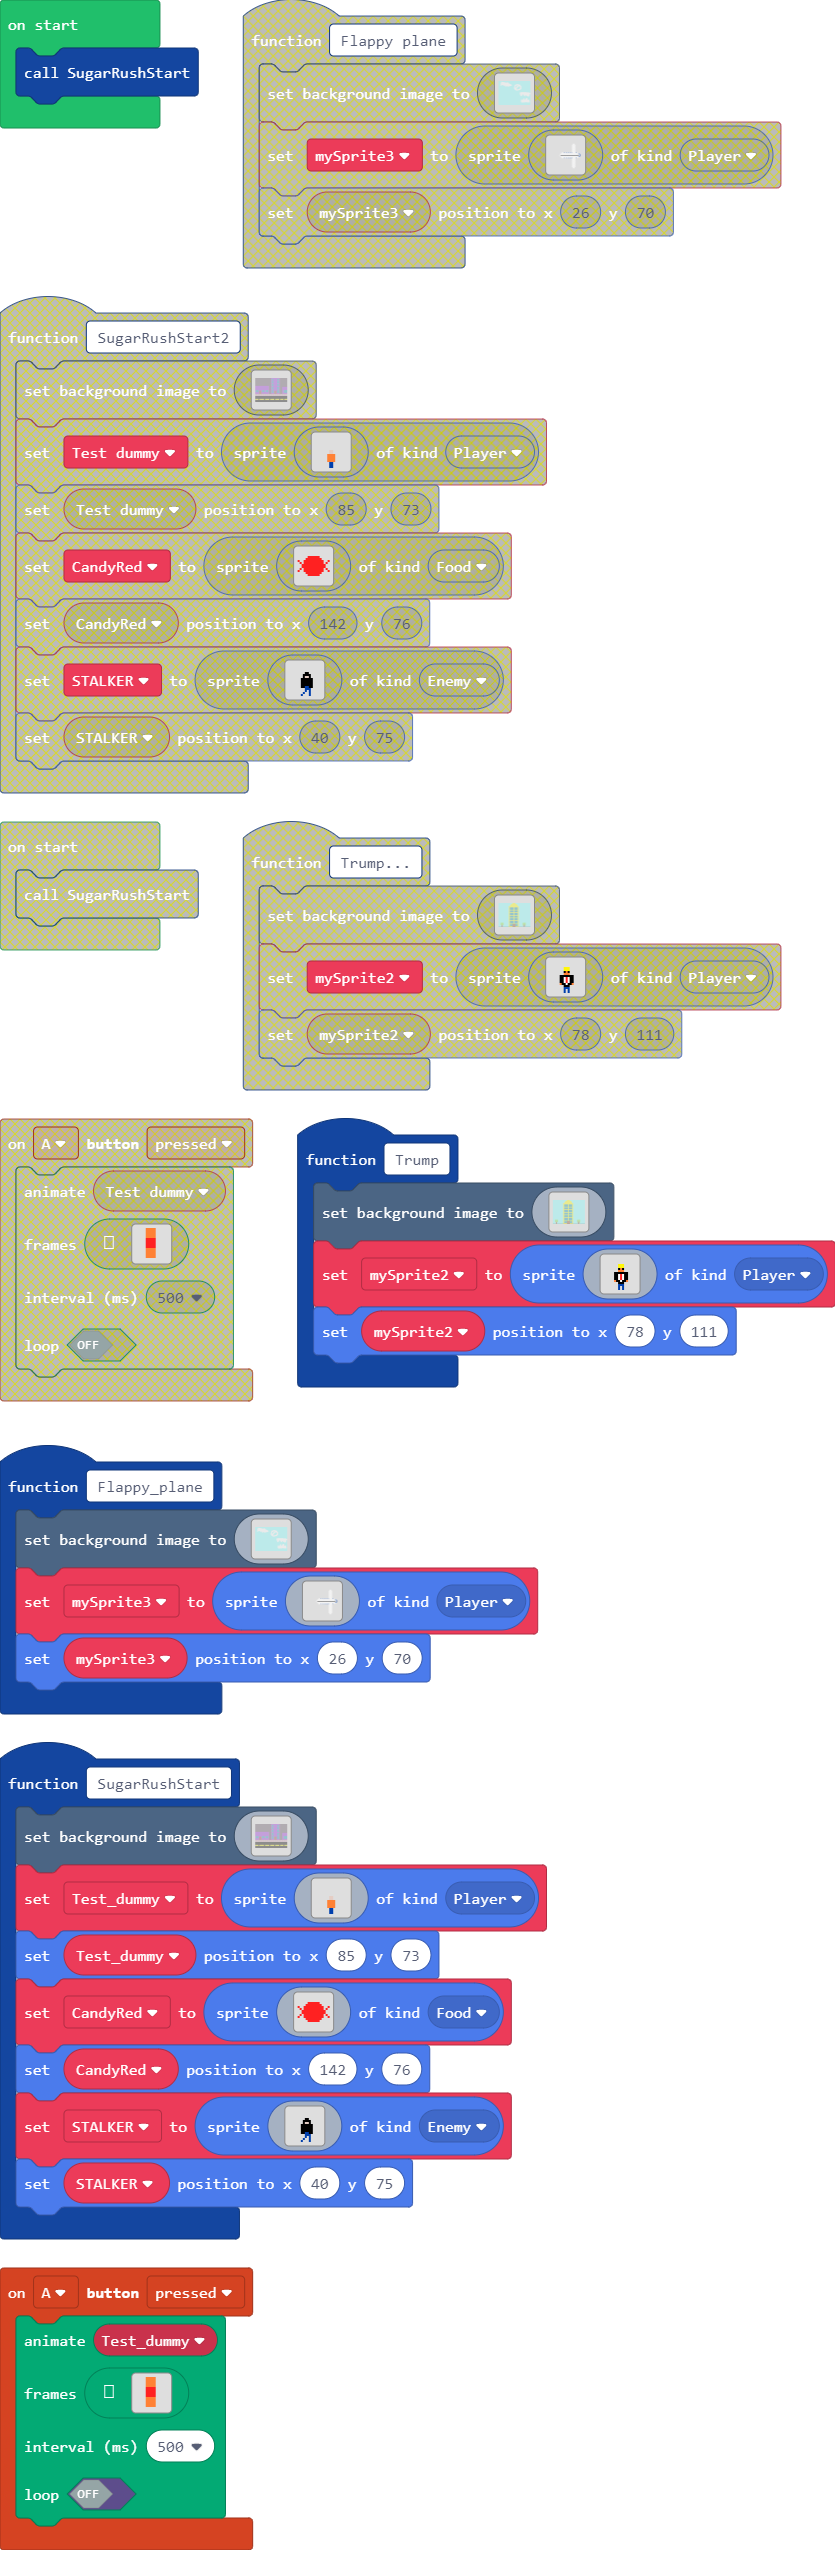 on start
call SugarRushStart
function Flappy plane
set background image to
set mySprite3 to sprite of kind Player
set mySprite3 position to x 26 y 70
function SugarRushStart2
set background image to
set Test dummy to sprite of kind Player
set Test dummy position to x 85 y 73
set CandyRed to sprite of kind Food
set CandyRed position to x 142 y 76
set STALKER to sprite of kind Enemy
set STALKER position to x 40 y 75
on start
call SugarRushStart
function Trump...
set background image to
set mySprite2 to sprite of kind Player
set mySprite2 position to x 78 y 111
on A button pressed
animate Test dummy
frames
interval (ms) 500
loop OFF
function Trump
set background image to
set mySprite2 to sprite of kind Player
set mySprite2 position to x 78 y 111
function Flappy_plane
set background image to
set mySprite3 to sprite of kind Player
set mySprite3 position to x 26 y 70
function SugarRushStart
set background image to
set Test_dummy to sprite of kind Player
set Test_dummy position to x 85 y 73
set CandyRed to sprite of kind Food
set CandyRed position to x 142 y 76
set STALKER to sprite of kind Enemy
set STALKER position to x 40 y 75
on A button pressed
animate Test_dummy
frames
interval (ms) 500
loop OFF